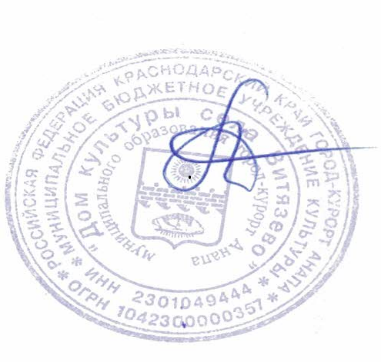 * РОССИЙСКАЯ ФЕДЕРАЦИЯ КРАСНОДАРСКИЙ КРАЙ ГОРОД-КУРОРТ АНАПА
* ОГРН 1042300000357 *
* МУНИЦИПАЛЬНОЕ БЮДЖЕТНОЕ УЧРЕЖДЕНИЕ КУЛЬТУРЫ *
ИНН 2301049444
"Дом культуры села Витязево"
муниципального образования город-курорт Анапа